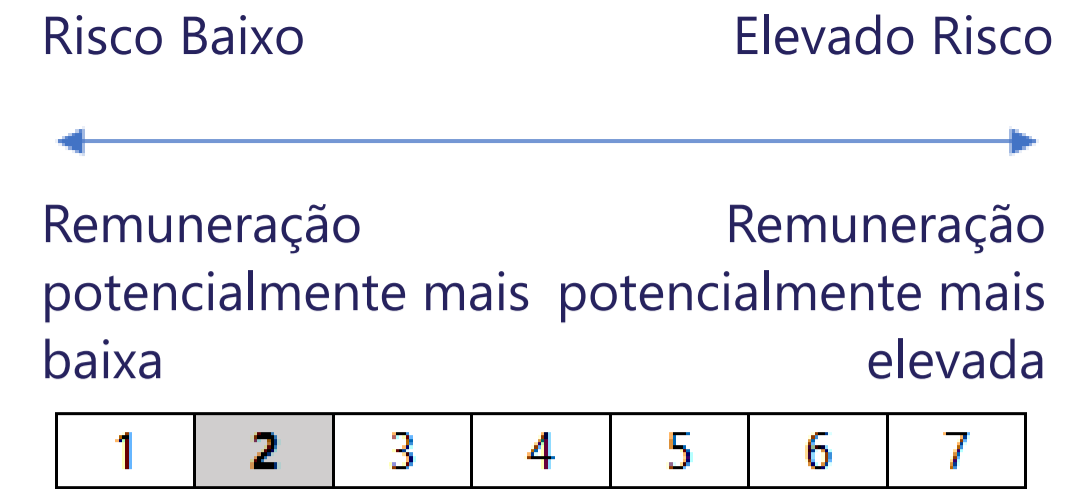 Risco Baixo Elevado Risco
Remuneração Remuneração
potencialmente mais potencialmente mais
baixa elevada
1 2 3 4 5 6 7